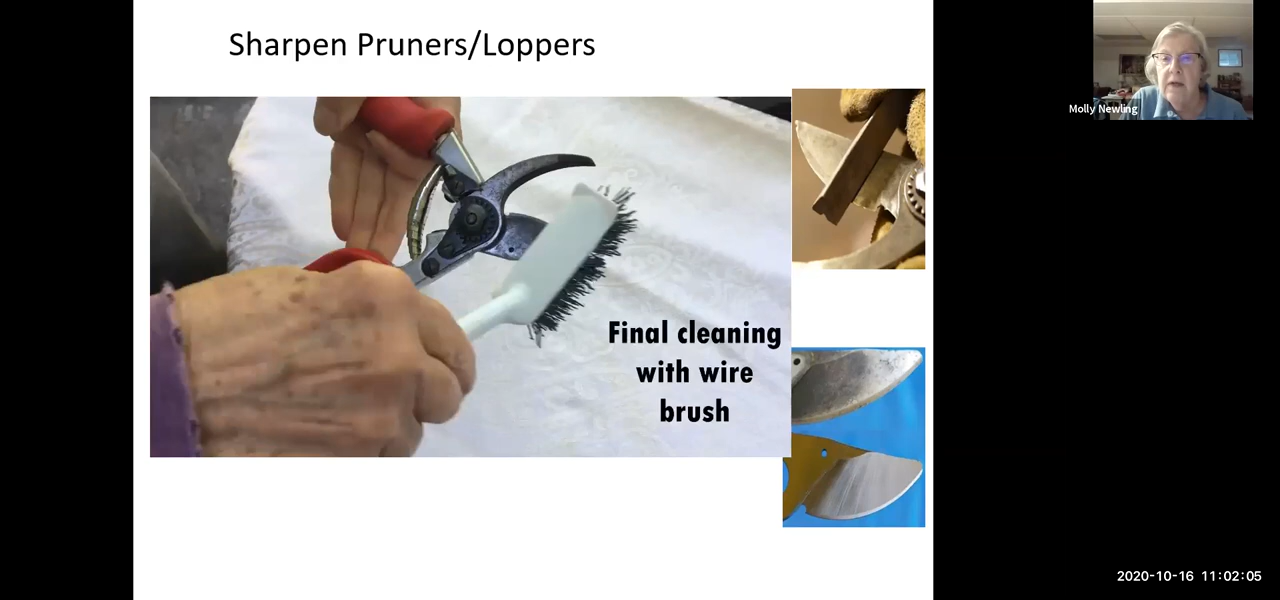 Sharpen Pruners/Loppers
Final cleaning
with wire
brush
Molly Newling
2020-10-16 11:02:05